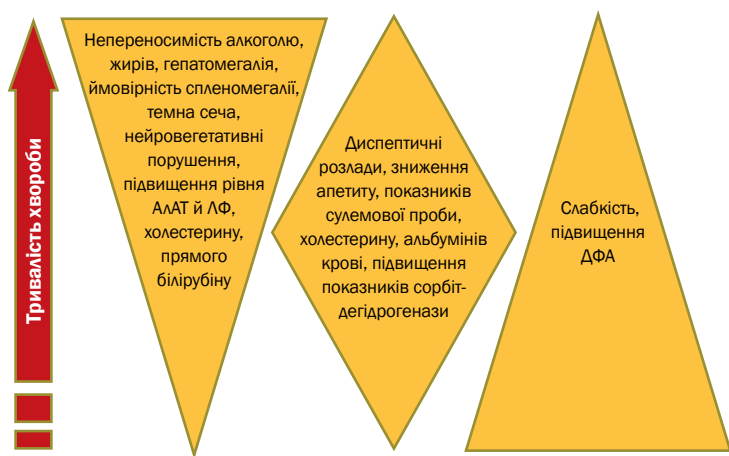 Тривалість хвороби
Непереносимість алкоголю,
жирів, гепатомегалія,
ймовірність спленомегалії,
темна сеча,
нейровегетативні
порушення,
підвищення рівня
АлАТ й ЛФ,
холестерину,
прямого
білірубіну
Диспептичні
розлади, зниження
апетиту, показників
сулемової проби,
холестерину, альбумінів
крові, підвищення
показників сорбіт-
дегідрогенази
Слабкість,
підвищення
ДФА